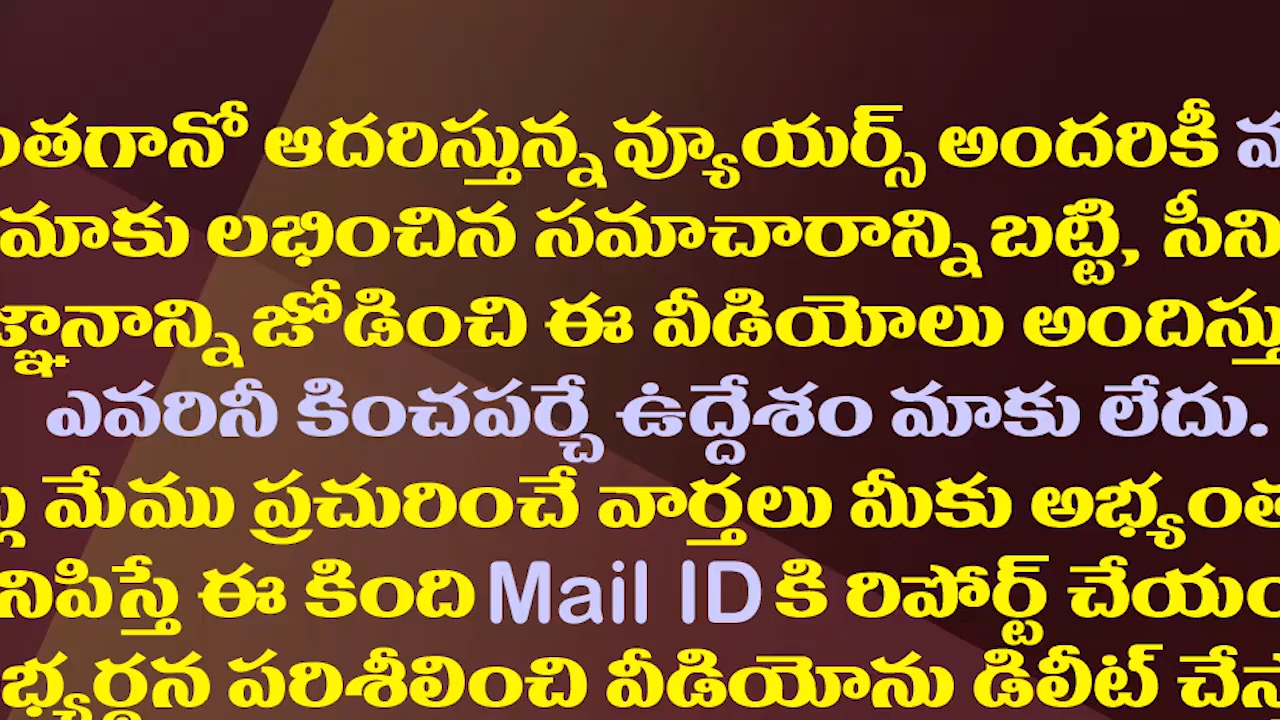 ంతగానో ఆదరిస్తున్న వ్యూయర్స్ అందరికీ
మాకు లభించిన సమాచారాన్ని బట్టి, సీని
జ్ఞానాన్ని జోడించి ఈ వీడియోలు అందిస్తు
ఎవరినీ కించపర్చే ఉద్దేశం మాకు లేదు.
మేము ప్రచురించే వార్తలు మీకు అభ్యంత
నిపిస్తే ఈ కింది Mail ID కి రిపోర్ట్ చేయం
భ్యర్థన పరిశీలించి వీడియోను డిలీట్ చేస